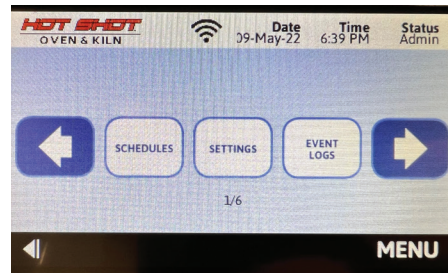 HOT SHOT
OVEN & KILN
Date
09-May-22
Time
6:39 PM
Status
Admin
SCHEDULES
SETTINGS
EVENT
LOGS
1/6
MENU